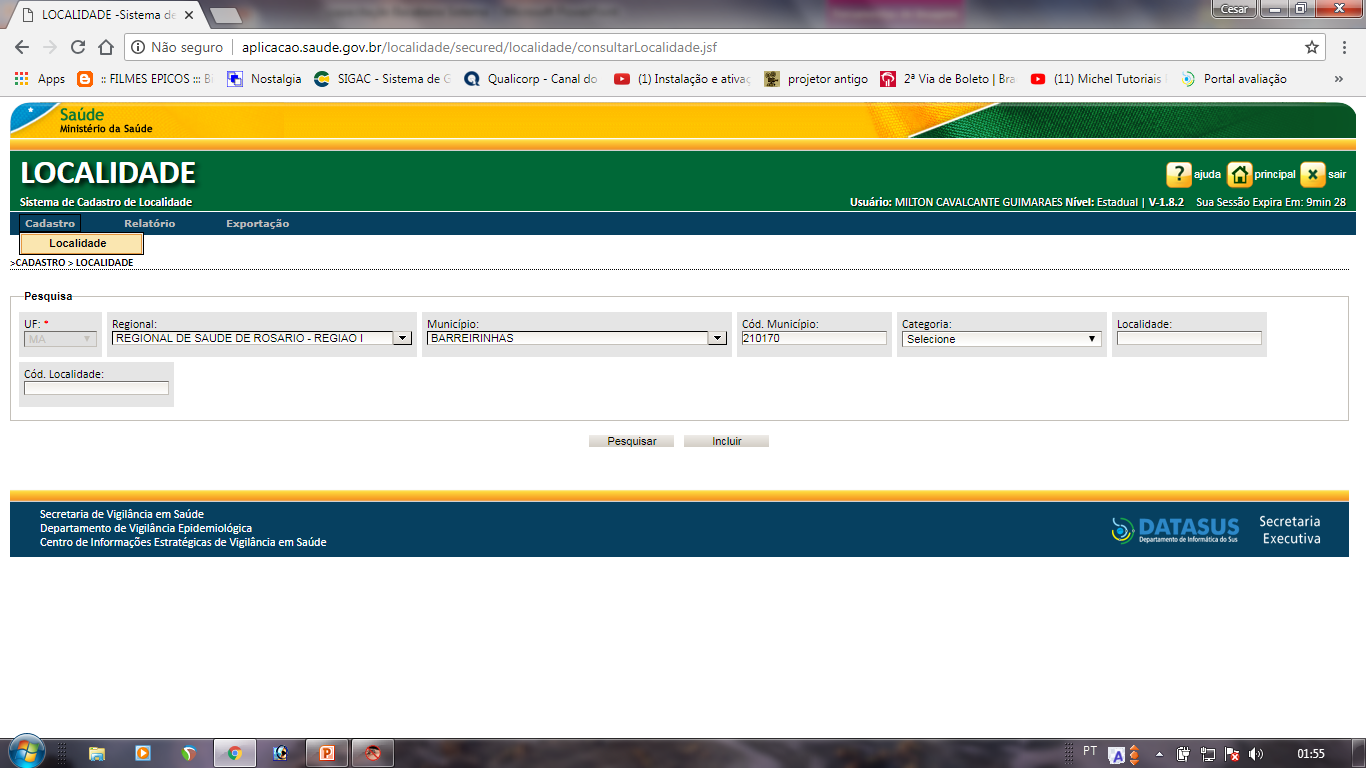 LOCALIDADE -Sistema de
Cesar
Não seguro | aplicacao.saude.gov.br/localidade/secured/localidade/consultarLocalidade.jsf
Apps :: FILMES EPICOS ::: B Nostalgia SIGAC - Sistema de G Qualicorp - Canal do (1) Instalação e ativaç projetor antigo 2ª Via de Boleto | Bra (11) Michel Tutoriais Portal avaliação »
Saúde
Ministério da Saúde
LOCALIDADE
? ajuda principal x sair
Sistema de Cadastro de Localidade
Usuário: MILTON CAVALCANTE GUIMARAES Nível: Estadual | V-1.8.2 Sua Sessão Expira Em: 9min 28
Cadastro Relatório Exportação
Localidade
>CADASTRO > LOCALIDADE
Pesquisa
UF: * Regional: Município: Cód. Município: Categoria: Localidade:
MA REGIONAL DE SAUDE DE ROSARIO - REGIAO I BARREIRINHAS 210170 Selecione
Cód. Localidade:
Pesquisar Incluir
Secretaria de Vigilância em Saúde
Departamento de Vigilância Epidemiológica
Centro de Informações Estratégicas de Vigilância em Saúde
DATASUS
Departamento de Informática do Sus
Secretaria
Executiva
PT A 01:55